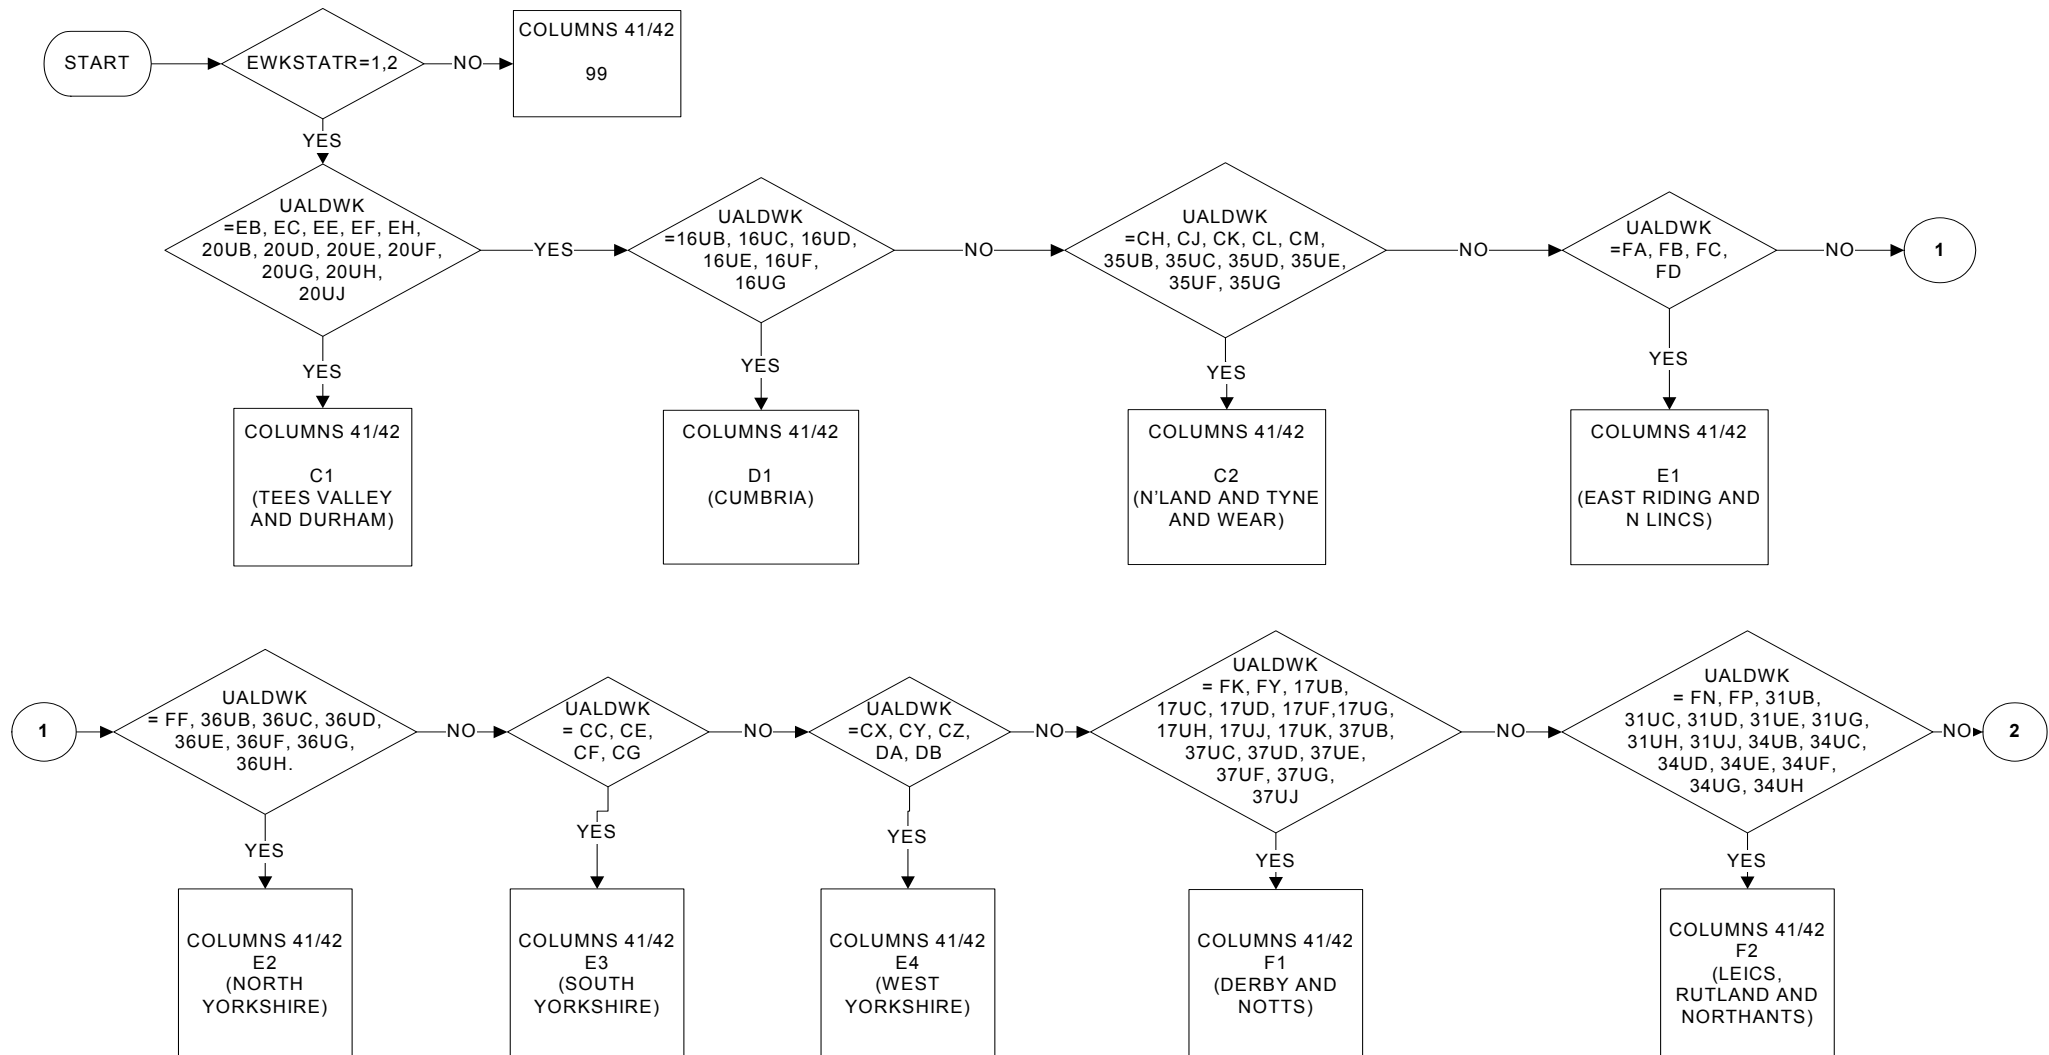 START
EWKSTATR=1,2
NO
COLUMNS 41/42
99
YES
UALDWK
=EB, EC, EE, EF, EH,
20UB, 20UD, 20UE, 20UF,
20UG, 20UH,
20UJ
YES
UALDWK
=16UB, 16UC, 16UD,
16UE, 16UF,
16UG
NO
UALDWK
=CH, CJ, CK, CL, CM,
35UB, 35UC, 35UD, 35UE,
35UF, 35UG
NO
UALDWK
=FA, FB, FC,
FD
NO
1
YES
YES
YES
YES
COLUMNS 41/42
C1
(TEES VALLEY
AND DURHAM)
COLUMNS 41/42
D1
(CUMBRIA)
COLUMNS 41/42
C2
(N'LAND AND TYNE
AND WEAR)
COLUMNS 41/42
E1
(EAST RIDING AND
N LINCS)
1
UALDWK
= FF, 36UB, 36UC, 36UD,
36UE, 36UF, 36UG,
36UH.
NO
UALDWK
= CC, CE,
CF, CG
NO
UALDWK
=CX, CY, CZ,
DA, DB
NO
UALDWK
= FK, FY, 17UB,
17UC, 17UD, 17UF,17UG,
17UH, 17UJ, 17UK, 37UB,
37UC, 37UD, 37UE,
37UF, 37UG,
37UJ
NO
UALDWK
= FN, FP, 31UB,
31UC, 31UD, 31UE, 31UG,
31UH, 31UJ, 34UB, 34UC,
34UD, 34UE, 34UF,
34UG, 34UH
NO
2
YES
YES
YES
YES
YES
COLUMNS 41/42
E2
(NORTH
YORKSHIRE)
COLUMNS 41/42
E3
(SOUTH
YORKSHIRE)
COLUMNS 41/42
E4
(WEST
YORKSHIRE)
COLUMNS 41/42
F1
(DERBY AND
NOTTS)
COLUMNS 41/42
F2
(LEICS,
RUTLAND AND
NORTHANTS)